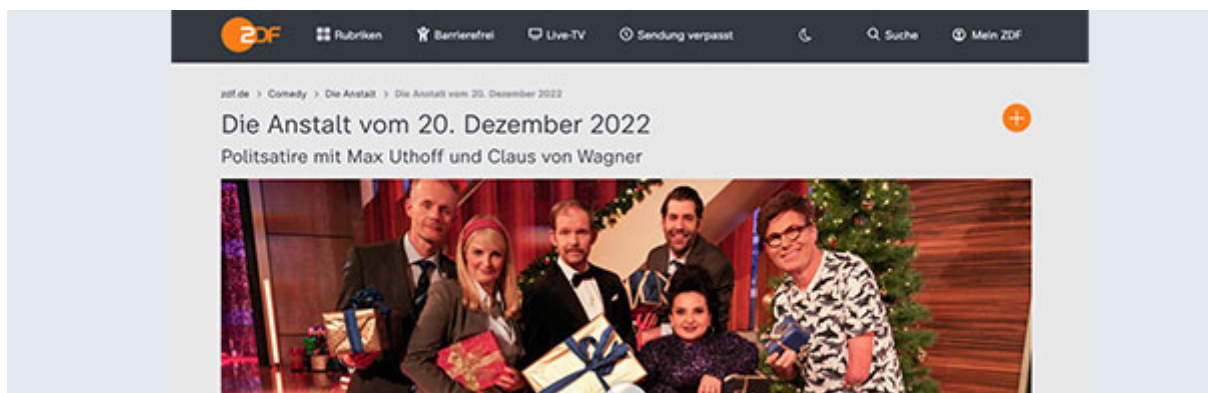 ZDF Rubriken Barrierefrei Live-TV Sendung verpasst Suche Mein ZDF
zdf.de > Comedy > Die Anstalt > Die Anstalt vom 20. Dezember 2022
Die Anstalt vom 20. Dezember 2022
Politsatire mit Max Uthoff und Claus von Wagner